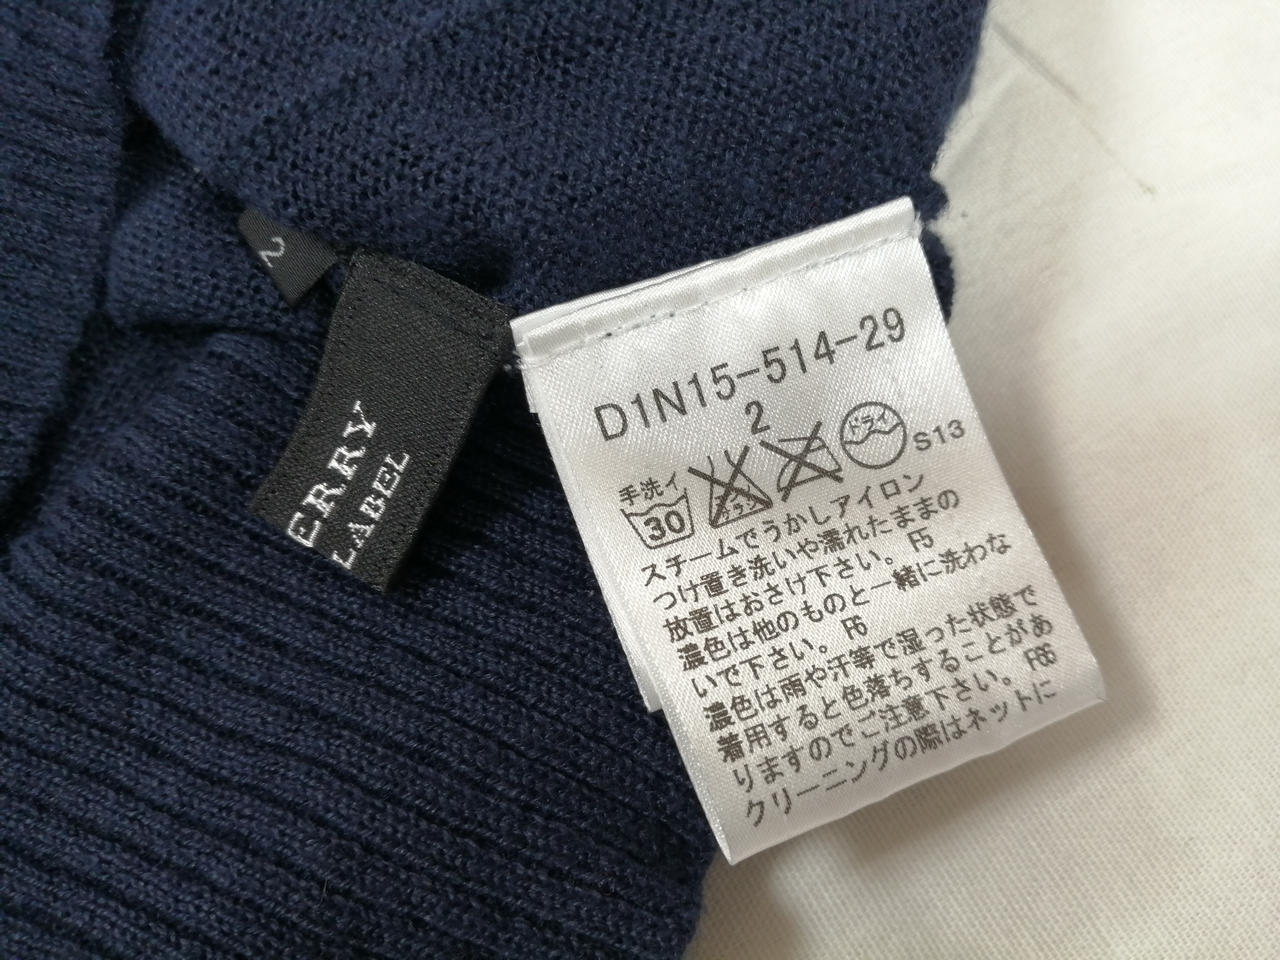 2
ERRY
LABEL
D1N15-514-29
2
手洗イ
30
エンソ
サラシ
ドライ
S13
スチームでうかしアイロン
つけ置き洗いや濡れたままの
放置はおさけ下さい。 F5
濃色は他のものと一緒に洗わな
いで下さい。 F6
濃色は雨や汗等で湿った状態で
着用すると色落ちすることがあ
りますのでご注意下さい。 F66
クリーニングの際はネットに